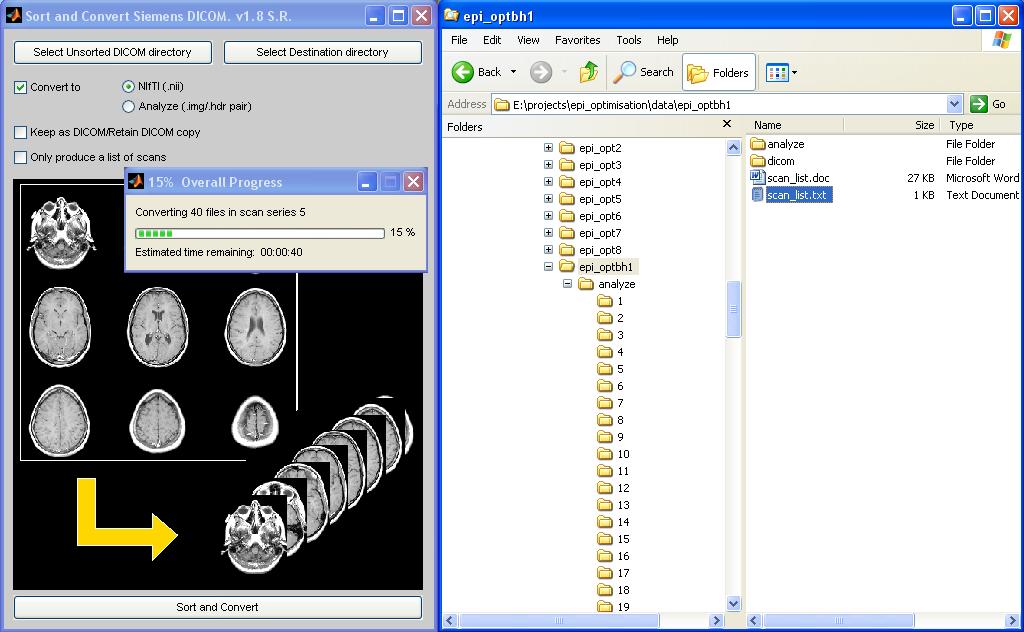 Sort and Convert Siemens DICOM. v1.8 S.R.
Select Unsorted DICOM directory
Select Destination directory
Convert to
NIfTI (.nii)
Analyze (.img/.hdr pair)
Keep as DICOM/Retain DICOM copy
Only produce a list of scans
15% Overall Progress
Converting 40 files in scan series 5
15 %
Estimated time remaining: 00:00:40
Sort and Convert
epi_optbh1
File Edit View Favorites Tools Help
Back Search Folders
Address E:\projects\epi_optimisation\data\epi_optbh1 Go
Folders
epi_opt2
epi_opt3
epi_opt4
epi_opt5
epi_opt6
epi_opt7
epi_opt8
epi_optbh1
analyze
1
2
3
4
5
6
7
8
9
10
11
12
13
14
15
16
17
18
19
Name Size Type
analyze File Folder
dicom File Folder
scan_list.doc 27 KB Microsoft Word
scan_list.txt 1 KB Text Document